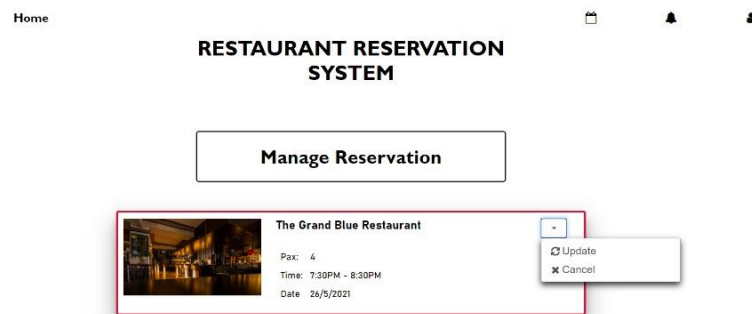 Home
RESTAURANT RESERVATION
SYSTEM
Manage Reservation
The Grand Blue Restaurant
Pax: 4
Time: 7:30PM - 8:30PM
Date 26/5/2021
Update
Cancel